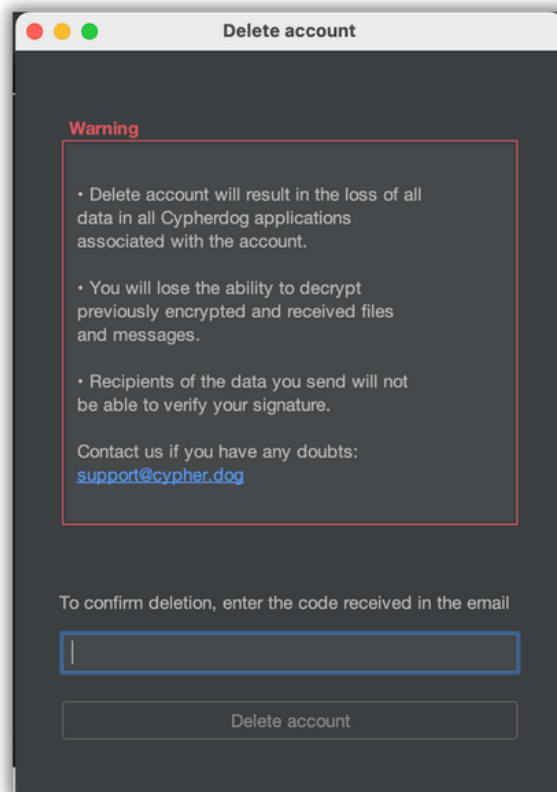 Delete account
Warning
• Delete account will result in the loss of all
data in all Cypherdog applications
associated with the account.
• You will lose the ability to decrypt
previously encrypted and received files
and messages.
• Recipients of the data you send will not
be able to verify your signature.
Contact us if you have any doubts:
support@cypher.dog
To confirm deletion, enter the code received in the email
Delete account